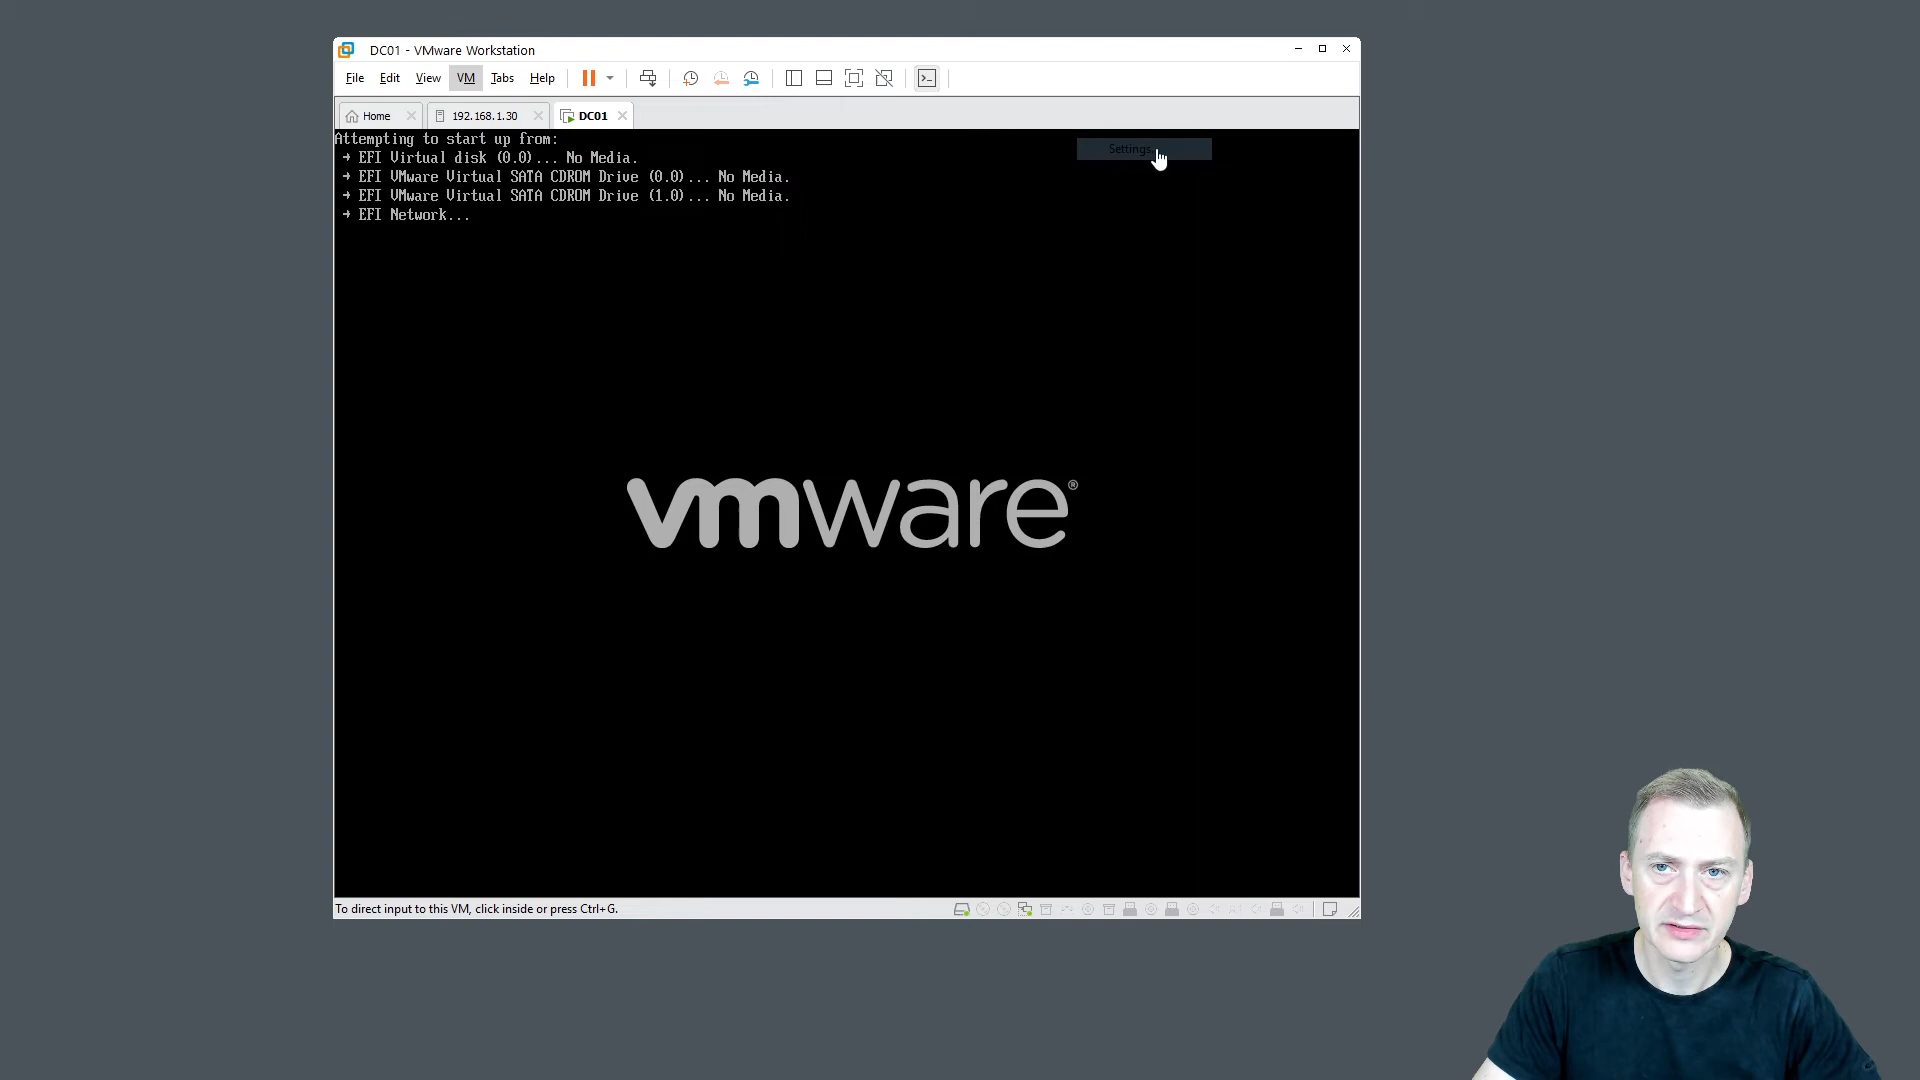 DC01 - VMware Workstation
File Edit View VM Tabs Help
Home 192.168.1.30 DC01
Attempting to start up from:
→ EFI Virtual disk (0.0)... No Media.
→ EFI VMware Virtual SATA CDROM Drive (0.0)... No Media.
→ EFI VMware Virtual SATA CDROM Drive (1.0)... No Media.
→ EFI Network...
Settings...
vmware®
To direct input to this VM, click inside or press Ctrl+G.